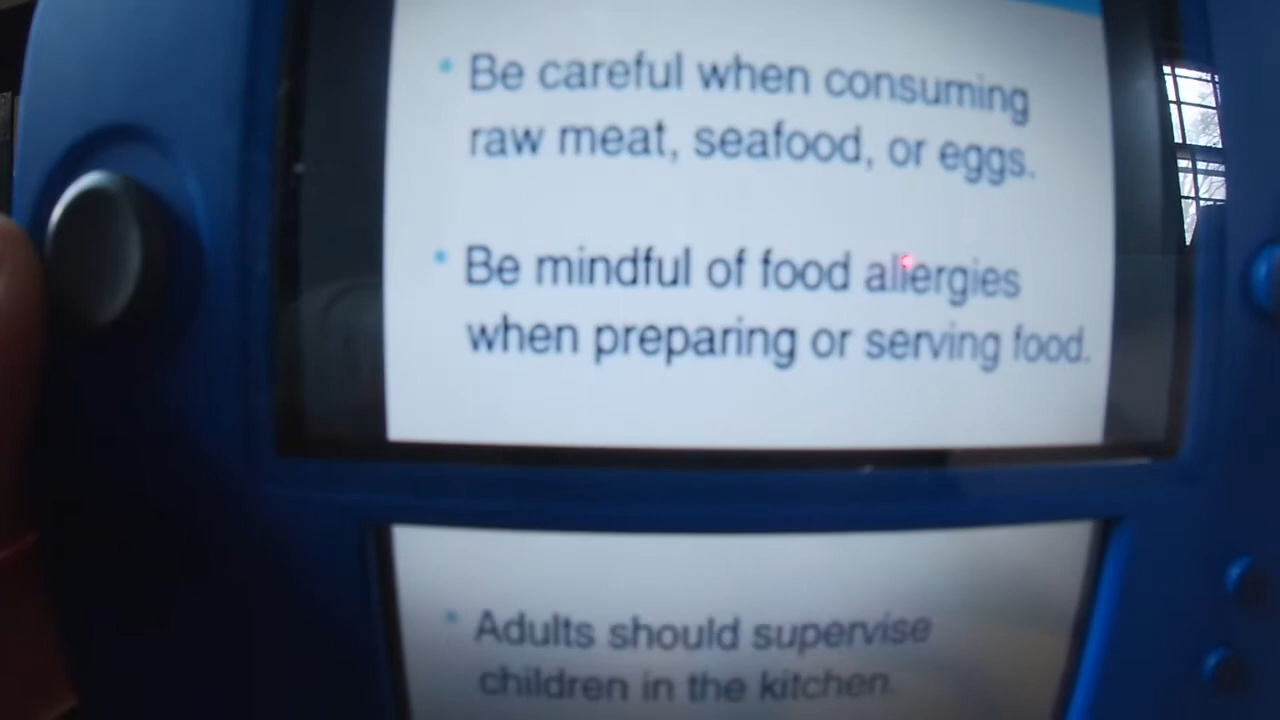 • Be careful when consuming
raw meat, seafood, or eggs.
• Be mindful of food allergies
when preparing or serving food.
• Adults should supervise
children in the kitchen.